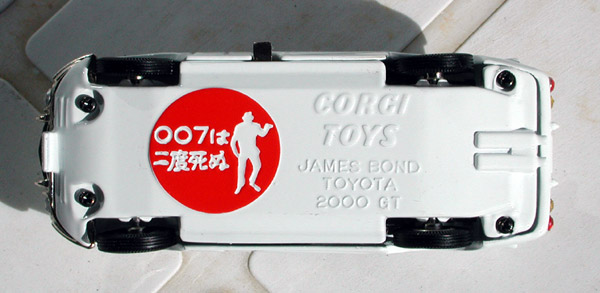 007は
二度死ぬ
CORGI
TOYS
JAMES BOND
TOYOTA
2000 GT